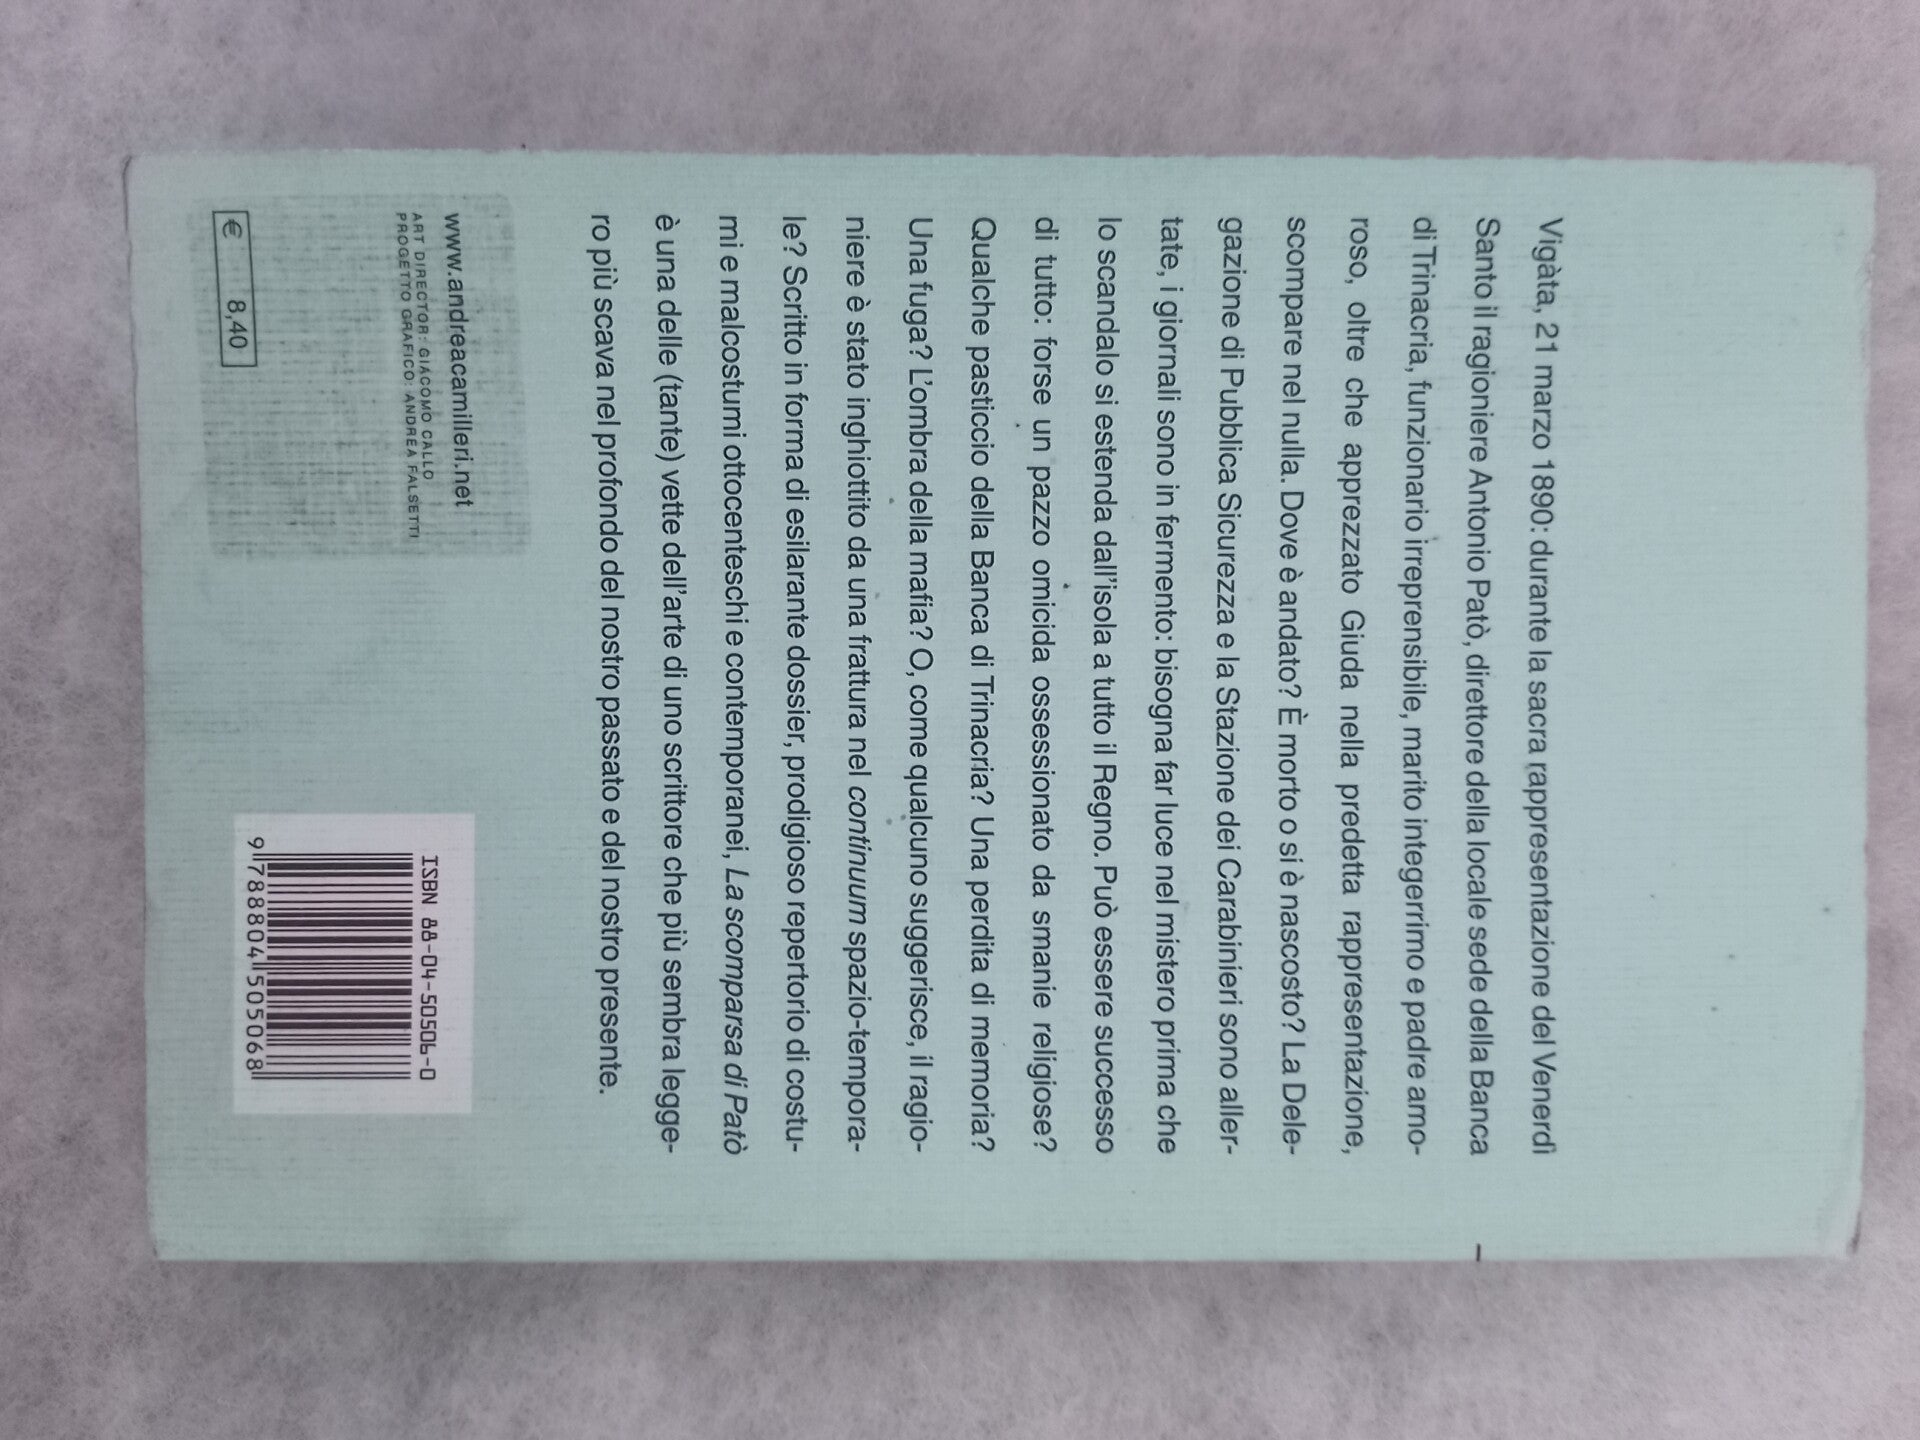 Vigàta, 21 marzo 1890: durante la sacra rappresentazione del Venerdì
Santo il ragioniere Antonio Patò, direttore della locale sede della Banca
di Trinacria, funzionario irreprensibile, marito integerrimo e padre amo-
roso, oltre che apprezzato Giuda nella predetta rappresentazione,
scompare nel nulla. Dove è andato? È morto o si è nascosto? La Dele-
gazione di Pubblica Sicurezza e la Stazione dei Carabinieri sono aller-
tate, i giornali sono in fermento: bisogna far luce nel mistero prima che
lo scandalo si estenda dall'isola a tutto il Regno. Può essere successo
di tutto: forse un pazzo omicida ossessionato da smanie religiose?
Qualche pasticcio della Banca di Trinacria? Una perdita di memoria?
Una fuga? L'ombra della mafia? O, come qualcuno suggerisce, il ragio-
niere è stato inghiottito da una frattura nel continuum spazio-tempora-
le? Scritto in forma di esilarante dossier, prodigioso repertorio di costu-
mi e malcostumi ottocenteschi e contemporanei, La scomparsa di Patò
è una delle (tante) vette dell'arte di uno scrittore che più sembra legge-
ro più scava nel profondo del nostro passato e del nostro presente.
www.andreacamilleri.net
ART DIRECTOR: GIACOMO CALLO
PROGETTO GRAFICO: ANDREA FALSETTI
€ 8,40
ISBN 88-04-50506-0
9 788804 505068